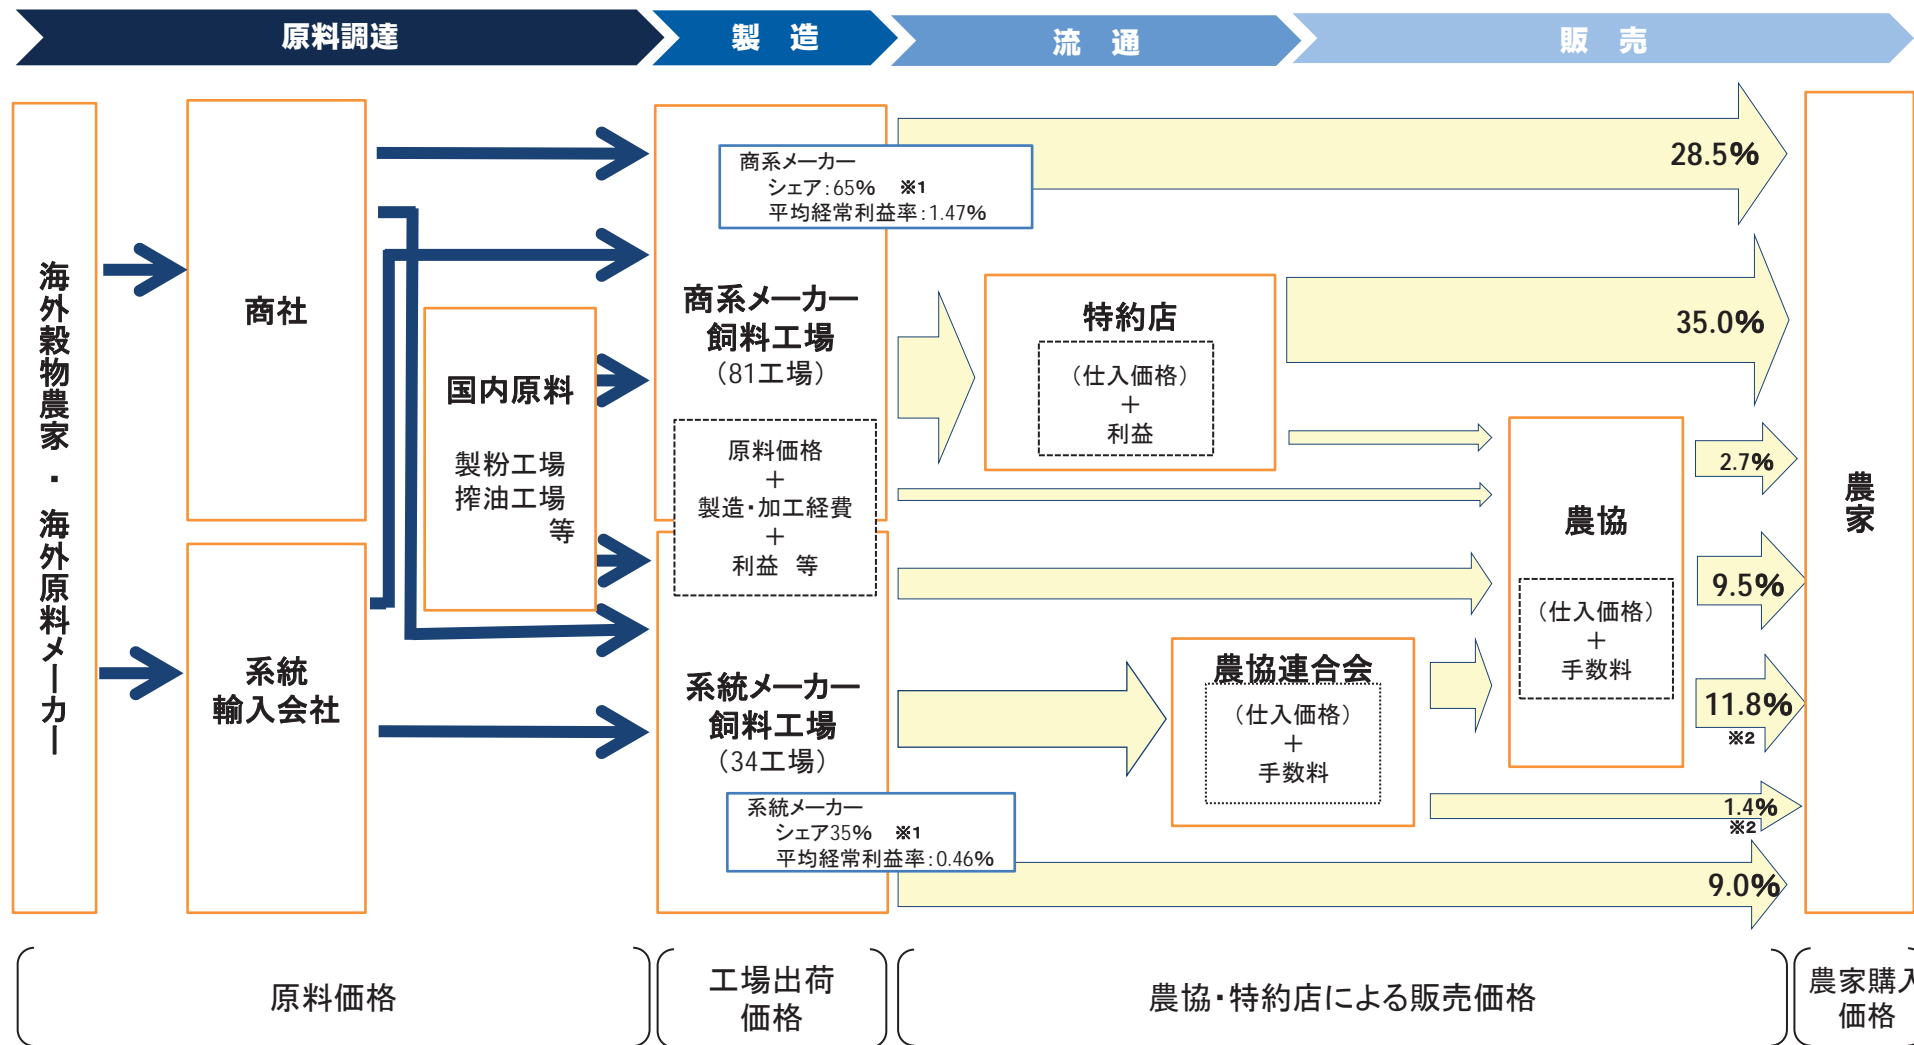 原料調達
製 造
流 通
販 売
海外穀物農家・海外原料メーカー
商社
系統
輸入会社
国内原料
製粉工場
搾油工場
等
商系メーカー
シェア：65% ※1
平均経常利益率：1.47%
商系メーカー
飼料工場
（81工場）
原料価格
＋
製造・加工経費
＋
利益 等
系統メーカー
飼料工場
（34工場）
系統メーカー
シェア35% ※1
平均経常利益率：0.46%
特約店
（仕入価格）
＋
利益
農協連合会
（仕入価格）
＋
手数料
農協
（仕入価格）
＋
手数料
28.5%
35.0%
2.7%
9.5%
11.8%
※2
1.4%
※2
9.0%
農家
原料価格
工場出荷
価格
農協・特約店による販売価格
農家購入
価格